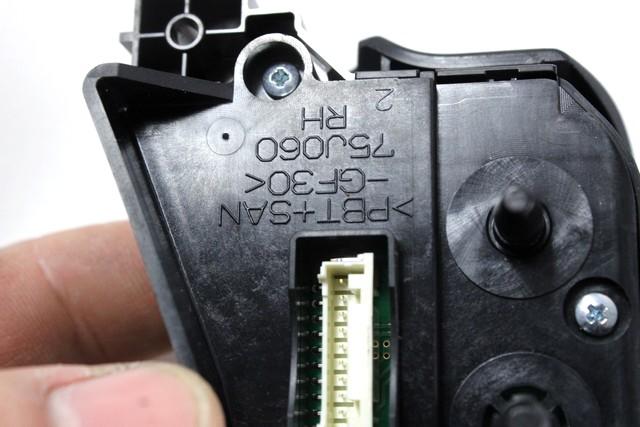 >PBT+SAN
-GF30<
75J060
RH
2